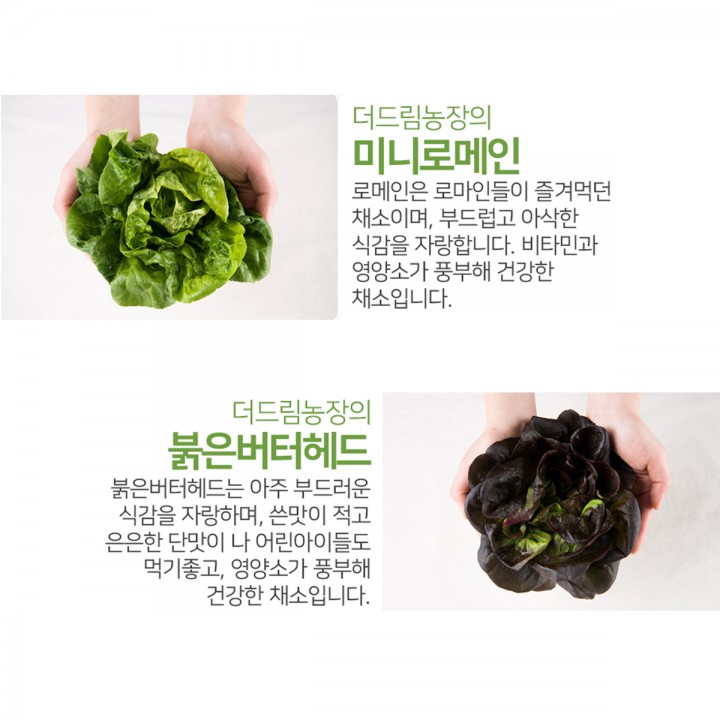 더드림농장의
미니로메인
로메인은 로마인들이 즐겨먹던
채소이며, 부드럽고 아삭한
식감을 자랑합니다. 비타민과
영양소가 풍부해 건강한
채소입니다.
더드림농장의
붉은버터헤드
붉은버터헤드는 아주 부드러운
식감을 자랑하며, 쓴맛이 적고
은은한 단맛이 나 어린아이들도
먹기좋고, 영양소가 풍부해
건강한 채소입니다.